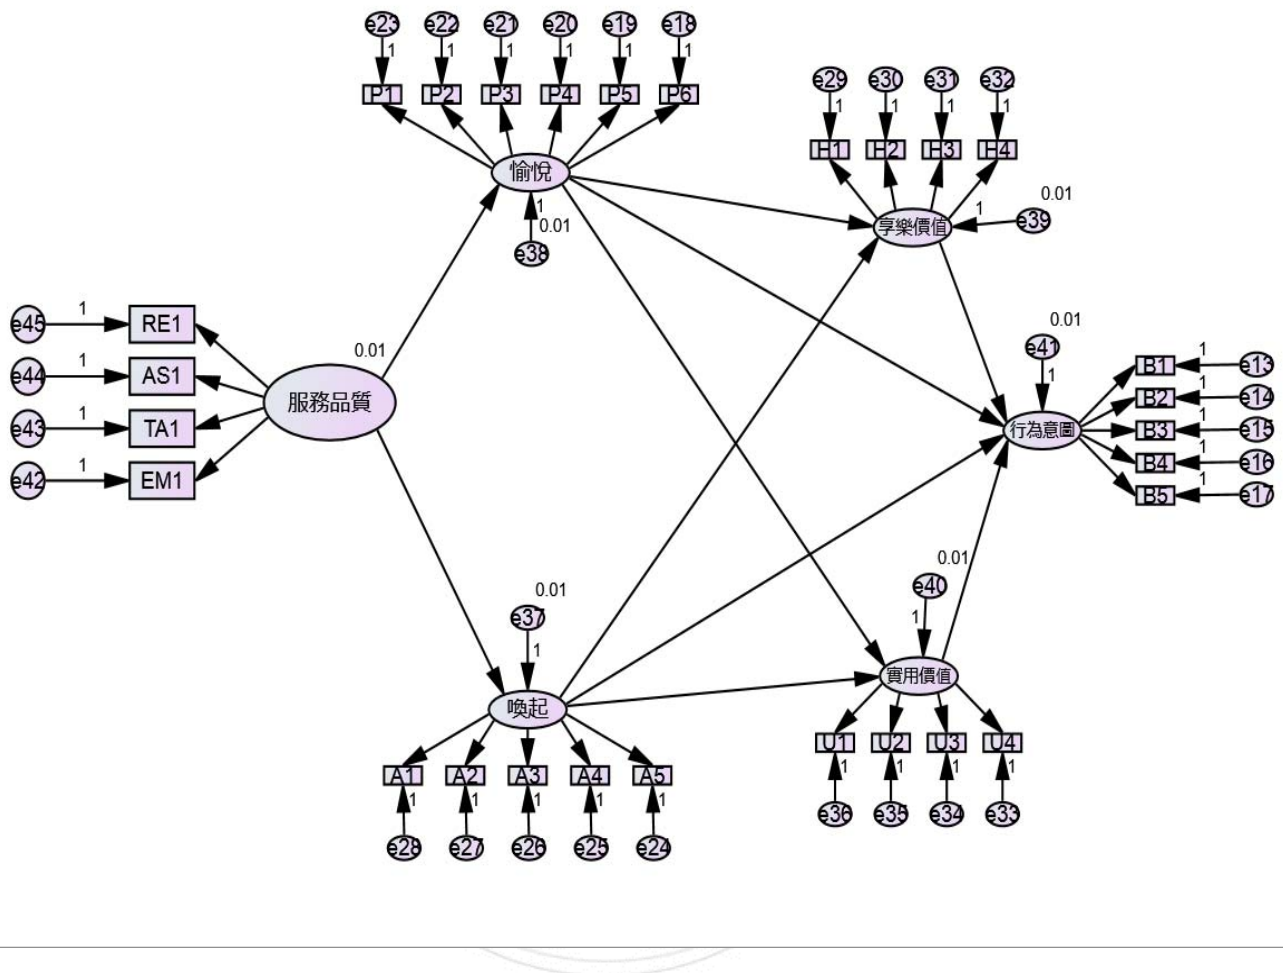 e23 e22 e21 e20 e19 e18
1 1 1 1 1 1
P1 P2 P3 P4 P5 P6
e29 e30 e31 e32
1 1 1 1
H1 H2 H3 H4
愉悅
1
0.01
e38
享樂價值
1
0.01
e39
e45 1 RE1
e44 1 AS1
e43 1 TA1
e42 1 EM1
0.01
服務品質
0.01
e41
1
行為意圖
B1 1 e13
B2 1 e14
B3 1 e15
B4 1 e16
B5 1 e17
0.01
e40
1
實用價值
0.01
e37
1
喚起
U1 U2 U3 U4
1 1 1 1
e36 e35 e34 e33
A1 A2 A3 A4 A5
1 1 1 1 1
e28 e27 e26 e25 e24